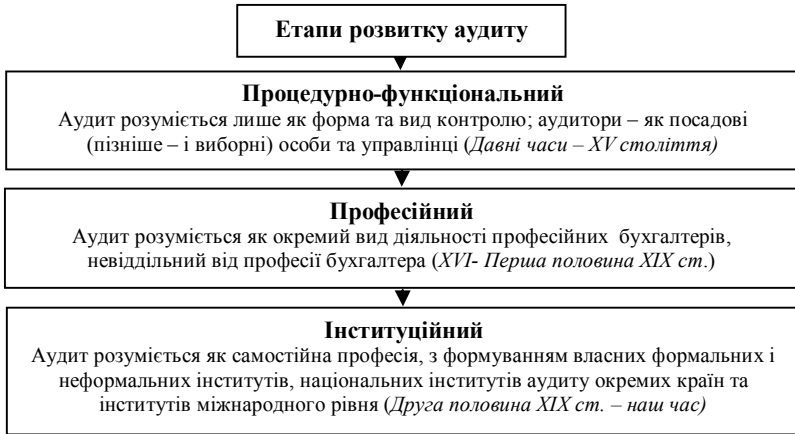 Етапи розвитку аудиту
Процедурно-функціональний
Аудит розуміється лише як форма та вид контролю; аудитори – як посадові
(пізніше – і виборні) особи та управлінці (Давні часи – XV століття)
Професійний
Аудит розуміється як окремий вид діяльності професійних бухгалтерів,
невіддільний від професії бухгалтера (XVI- Перша половина XIX ст.)
Інституційний
Аудит розуміється як самостійна професія, з формуванням власних формальних і
неформальних інститутів, національних інститутів аудиту окремих країн та
інститутів міжнародного рівня (Друга половина XIX ст. – наш час)